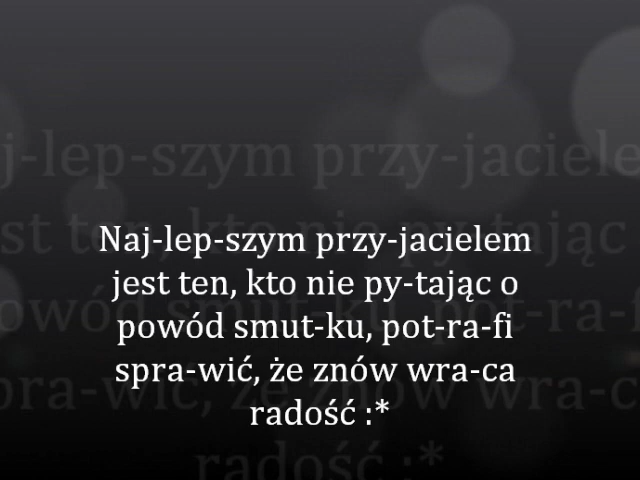 Naj-lep-szym przy-jacielem
jest ten, kto nie py-tając o
powód smut-ku, pot-ra-fi
spra-wić, że znów wra-ca
radość :*